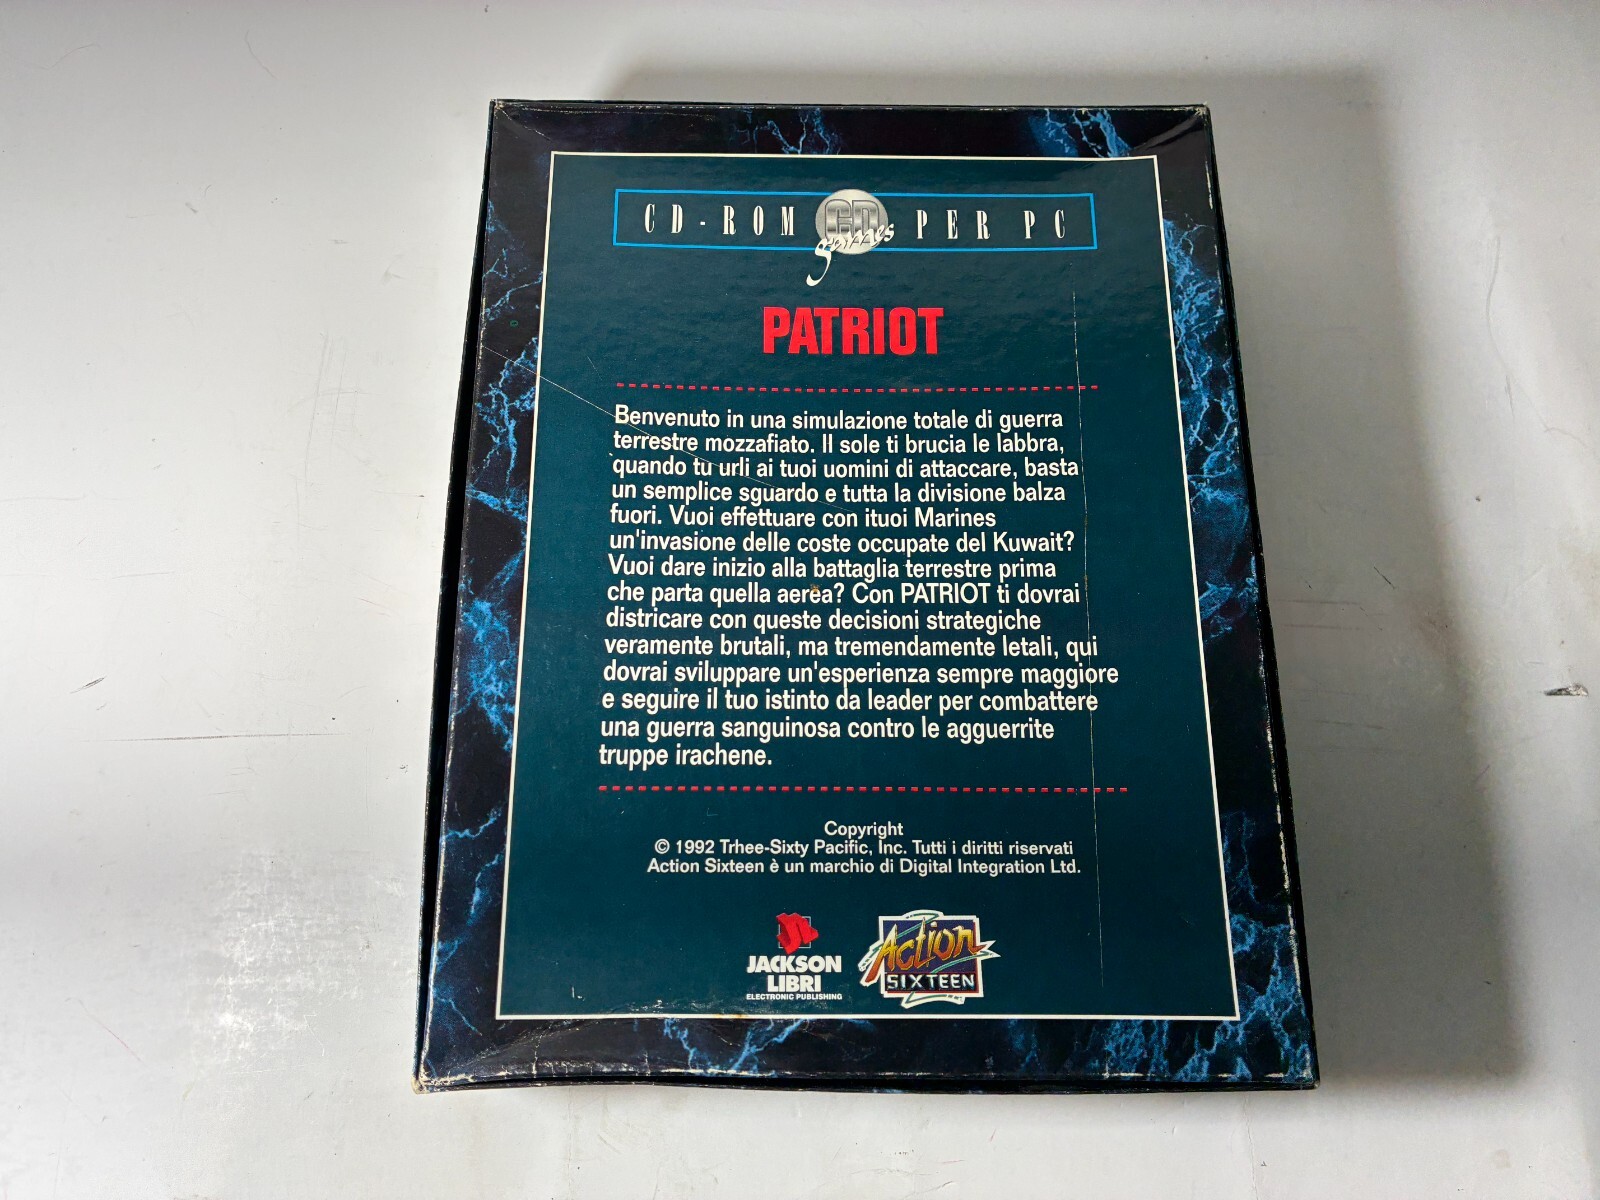 CD-ROM CD games PER PC
PATRIOT
Benvenuto in una simulazione totale di guerra
terrestre mozzafiato. Il sole ti brucia le labbra,
quando tu urli ai tuoi uomini di attaccare, basta
un semplice sguardo e tutta la divisione balza
fuori. Vuoi effettuare con ituoi Marines
un'invasione delle coste occupate del Kuwait?
Vuoi dare inizio alla battaglia terrestre prima
che parta quella aerea? Con PATRIOT ti dovrai
districare con queste decisioni strategiche
veramente brutali, ma tremendamente letali, qui
dovrai sviluppare un'esperienza sempre maggiore
e seguire il tuo istinto da leader per combattere
una guerra sanguinosa contro le agguerrite
truppe irachene.
Copyright
© 1992 Trhee-Sixty Pacific, Inc. Tutti i diritti riservati
Action Sixteen è un marchio di Digital Integration Ltd.
JACKSON
LIBRI
ELECTRONIC PUBLISHING
Action
SIXTEEN